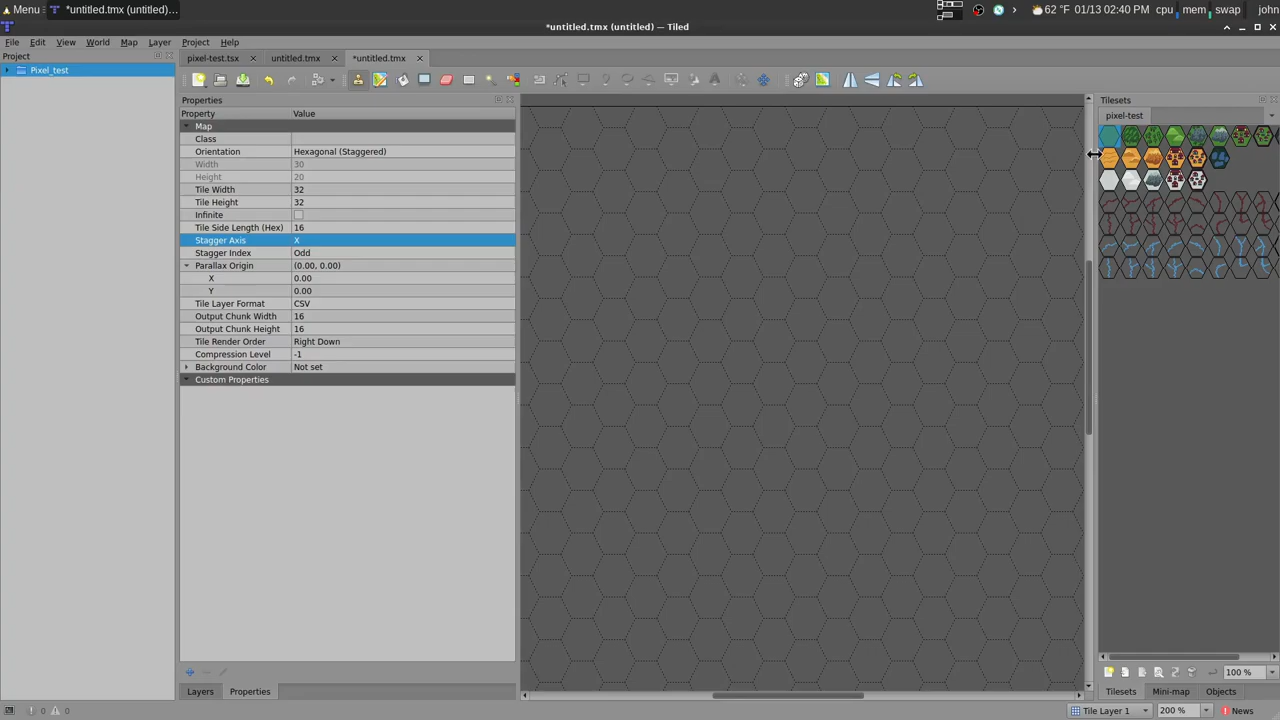 Menu *untitled.tmx (untitled)… 62 °F 01/13 02:40 PM cpu mem swap john
*untitled.tmx (untitled) — Tiled
File Edit View World Map Layer Project Help
Project pixel-test.tsx untitled.tmx *untitled.tmx
Pixel_test
Properties Tilesets
Property Value pixel-test
Map
Class
Orientation Hexagonal (Staggered)
Width 30
Height 20
Tile Width 32
Tile Height 32
Infinite
Tile Side Length (Hex) 16
Stagger Axis X
Stagger Index Odd
Parallax Origin (0.00, 0.00)
X 0.00
Y 0.00
Tile Layer Format CSV
Output Chunk Width 16
Output Chunk Height 16
Tile Render Order Right Down
Compression Level -1
Background Color Not set
Custom Properties
100 %
Layers Properties Tilesets Mini-map Objects
0 0 Tile Layer 1 200 % News